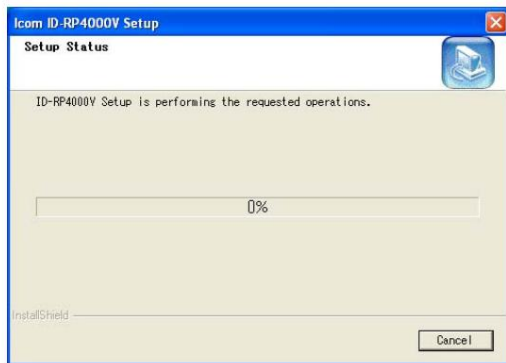 Icom ID-RP4000V Setup
Setup Status
ID-RP4000V Setup is performing the requested operations.
0%
InstallShield
Cancel